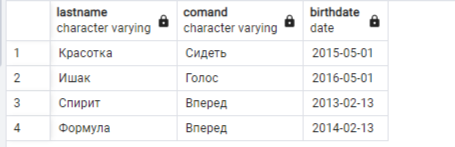 lastname comand birthdate
character varying character varying date
1 Красотка Сидеть 2015-05-01
2 Ишак Голос 2016-05-01
3 Спирит Вперед 2013-02-13
4 Формула Вперед 2014-02-13